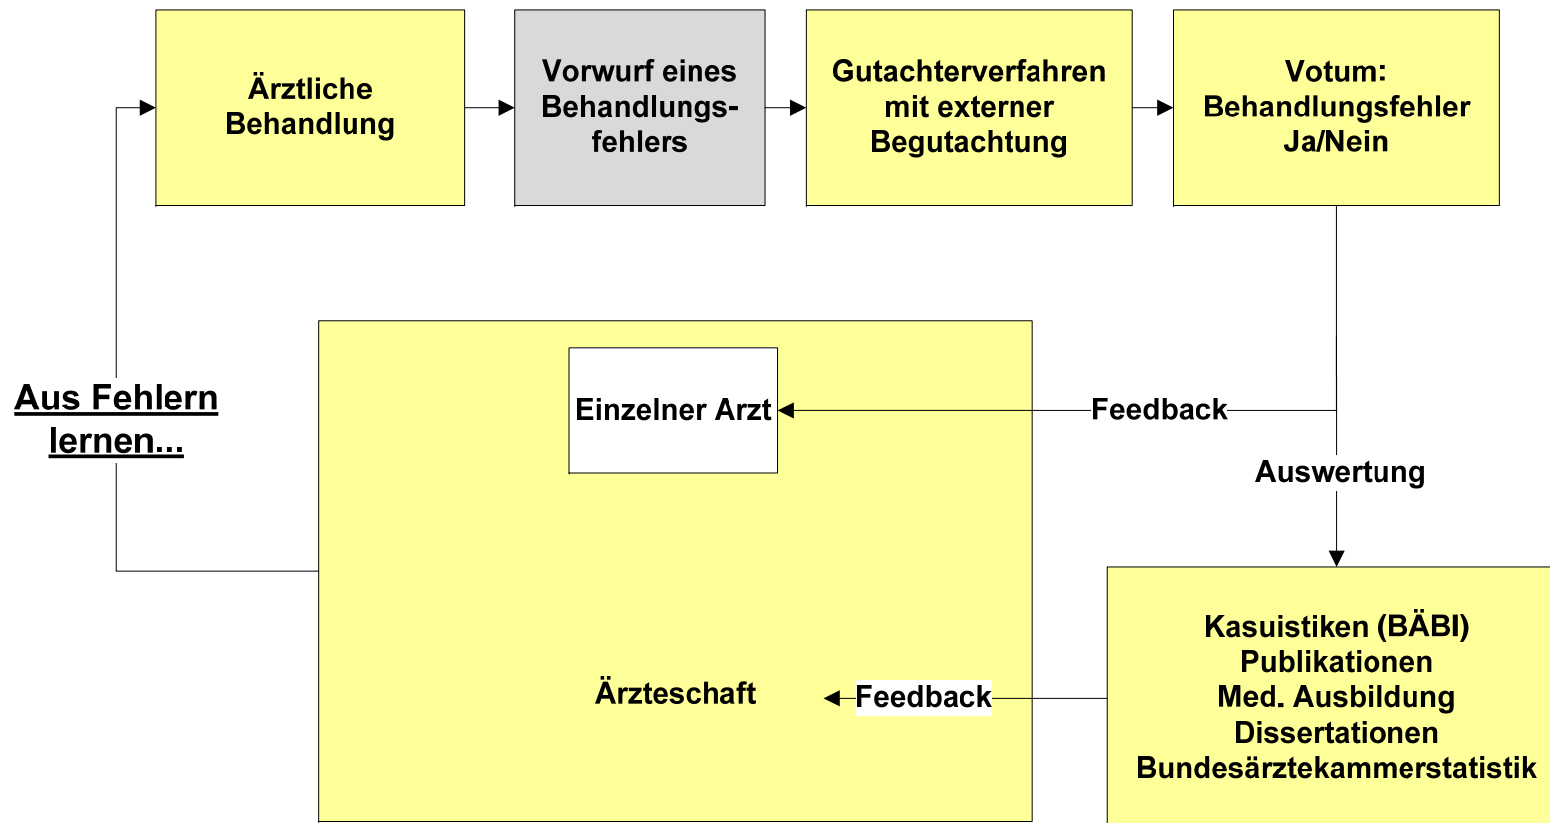 Ärztliche
Behandlung
Vorwurf eines
Behandlungs-
fehlers
Gutachterverfahren
mit externer
Begutachtung
Votum:
Behandlungsfehler
Ja/Nein
Aus Fehlern
lernen...
Einzelner Arzt
Feedback
Auswertung
Ärzteschaft
Feedback
Kasuistiken (BÄBI)
Publikationen
Med. Ausbildung
Dissertationen
Bundesärztekammerstatistik